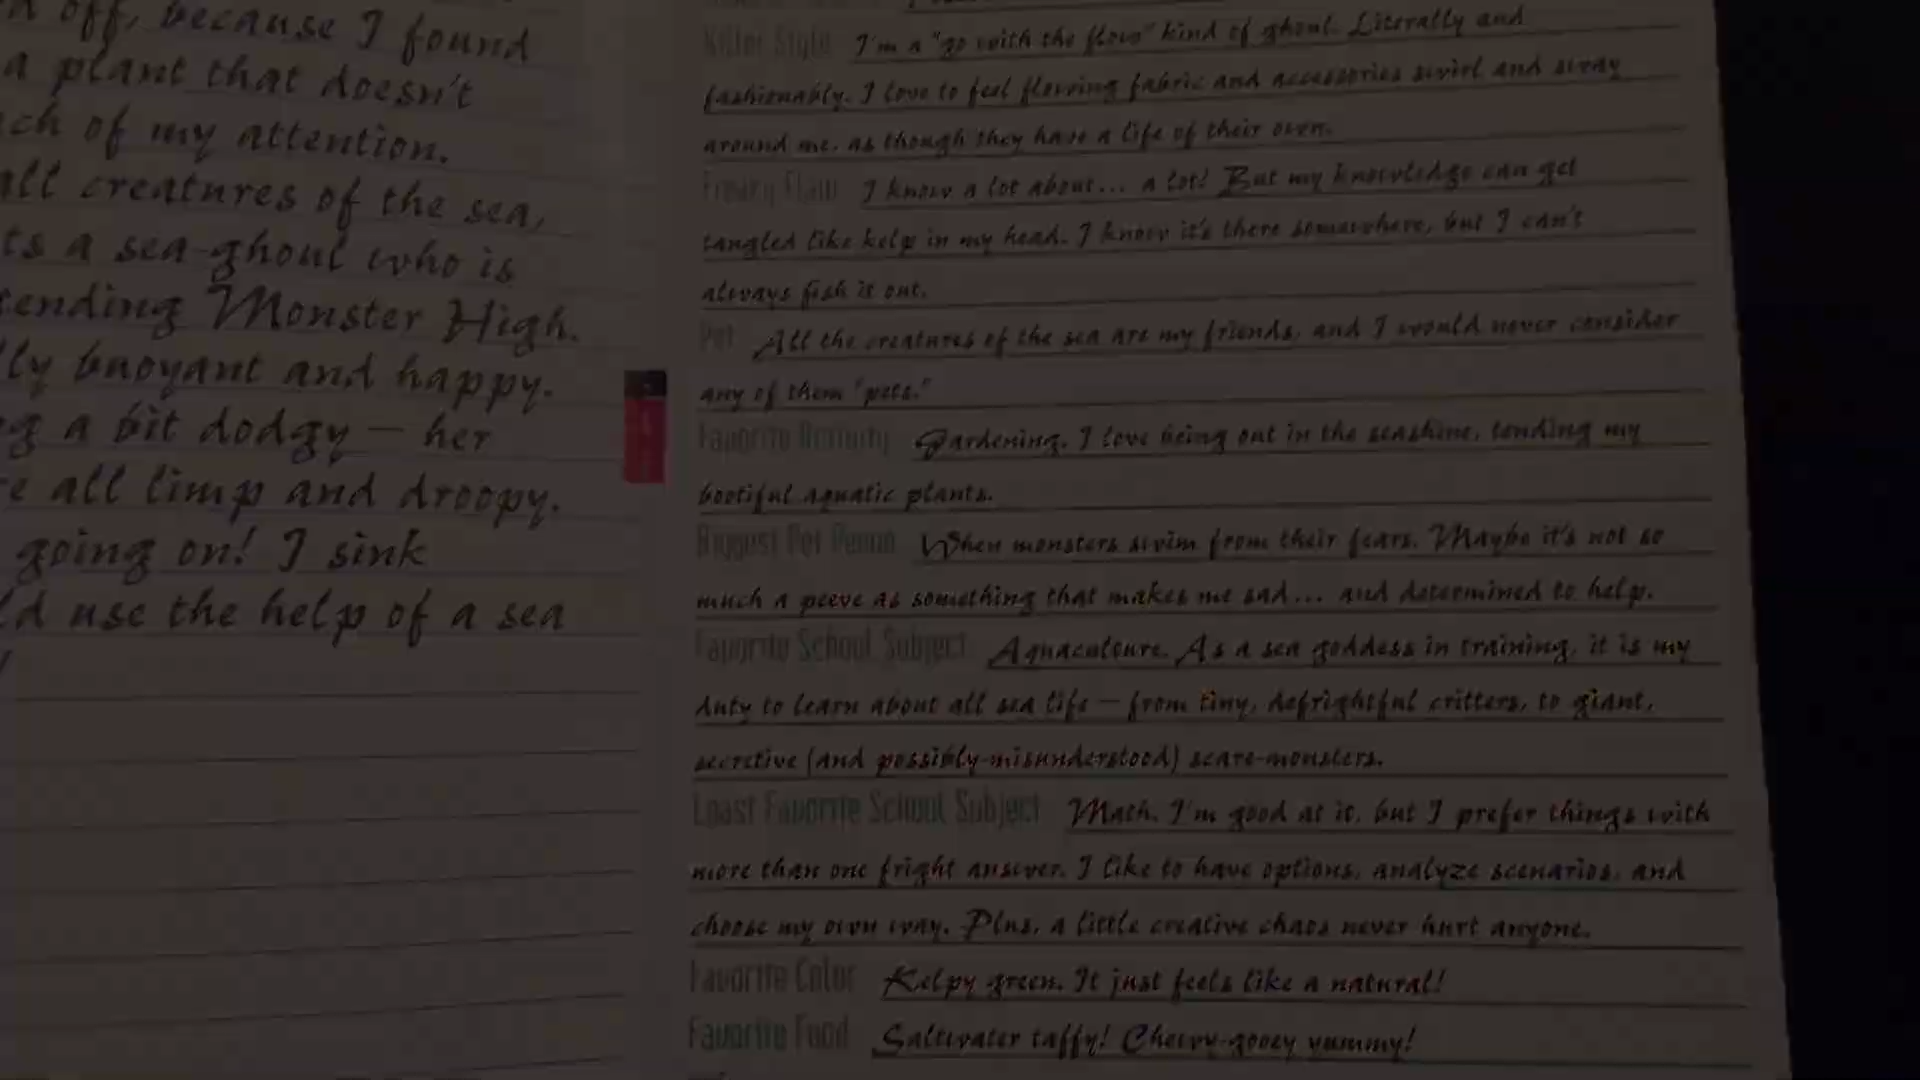 off, because I found
a plant that doesn't
ch of my attention.
all creatures of the sea,
ts a sea-ghoul who is
tending Monster High.
lly buoyant and happy.
g a bit dodgy — her
e all limp and droopy.
going on! I sink
ld use the help of a sea
Killer Style I'm a "go with the flow" kind of ghoul. Literally and
fashionably. I love to feel flowing fabric and accessories swirl and sway
around me, as though they have a life of their own.
Freaky Flaw I know a lot about... a lot! But my knowledge can get
tangled like kelp in my head. I know it's there somewhere, but I can't
always fish it out.
Pet All the creatures of the sea are my friends, and I would never consider
any of them "pets."
Favorite Activity Gardening. I love being out in the seashine, tending my
bootiful aquatic plants.
Biggest Pet Peeve When monsters swim from their fears. Maybe it's not so
much a peeve as something that makes me sad... and determined to help.
Favorite School Subject Aquaculture. As a sea goddess in training, it is my
duty to learn about all sea life — from tiny, defrightful critters, to giant,
secretive (and possibly-misunderstood) scare-monsters.
Least Favorite School Subject Math. I'm good at it, but I prefer things with
more than one fright answer. I like to have options, analyze scenarios, and
choose my own way. Plus, a little creative chaos never hurt anyone.
Favorite Color Kelpy green. It just feels like a natural!
Favorite Food Saltwater taffy! Chewy-gooey yummy!